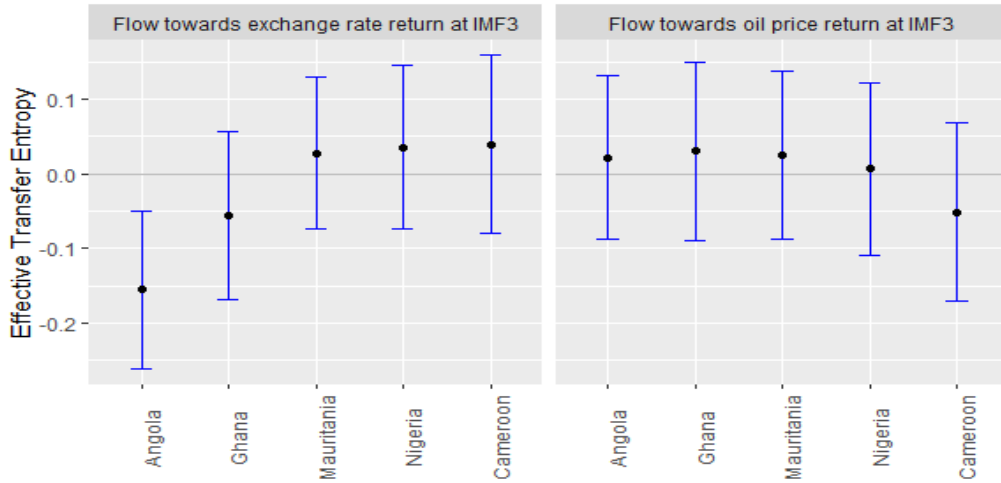 Flow towards exchange rate return at IMF3
Flow towards oil price return at IMF3
Effective Transfer Entropy
0.1
0.0
-0.1
-0.2
Angola
Ghana
Mauritania
Nigeria
Cameroon
Angola
Ghana
Mauritania
Nigeria
Cameroon